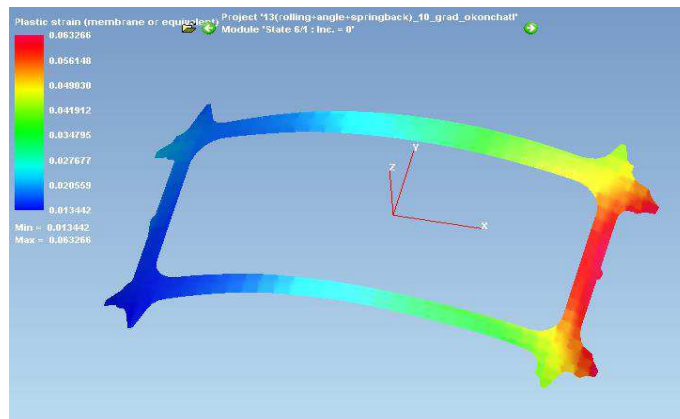 Plastic strain (membrane or equivalent)
Project '13(rolling+angle+springback)_10_grad_okonchatl'
Module 'State 6/1 : Inc. = 0'
0.063266
0.056148
0.049030
0.041912
0.034795
0.027677
0.020559
0.013442
Min = 0.013442
Max = 0.063266
y
z
x